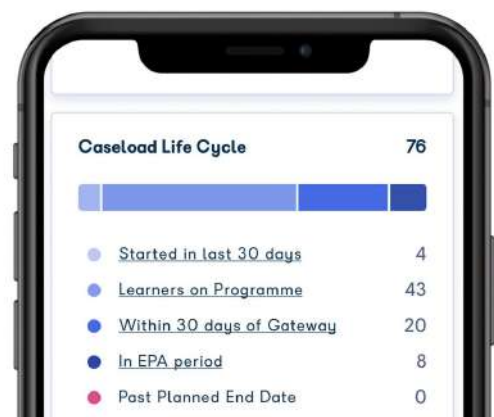 Caseload Life Cycle 76
Started in last 30 days 4
Learners on Programme 43
Within 30 days of Gateway 20
In EPA period 8
Past Planned End Date 0